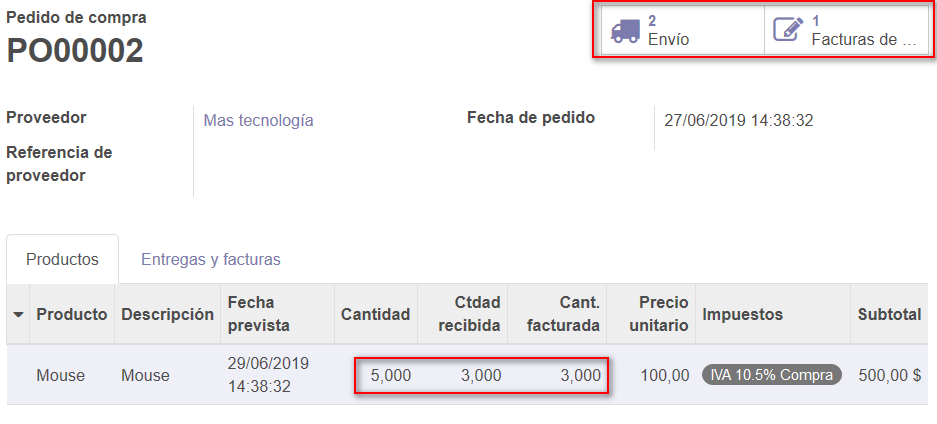 Pedido de compra
PO00002
2
Envío
1
Facturas de ...
Proveedor
Mas tecnología
Fecha de pedido
27/06/2019 14:38:32
Referencia de
proveedor
Productos
Entregas y facturas
Producto Descripción Fecha prevista Cantidad Ctdad recibida Cant. facturada Precio unitario Impuestos Subtotal
Mouse Mouse 29/06/2019 14:38:32 5,000 3,000 3,000 100,00 IVA 10.5% Compra 500,00 $